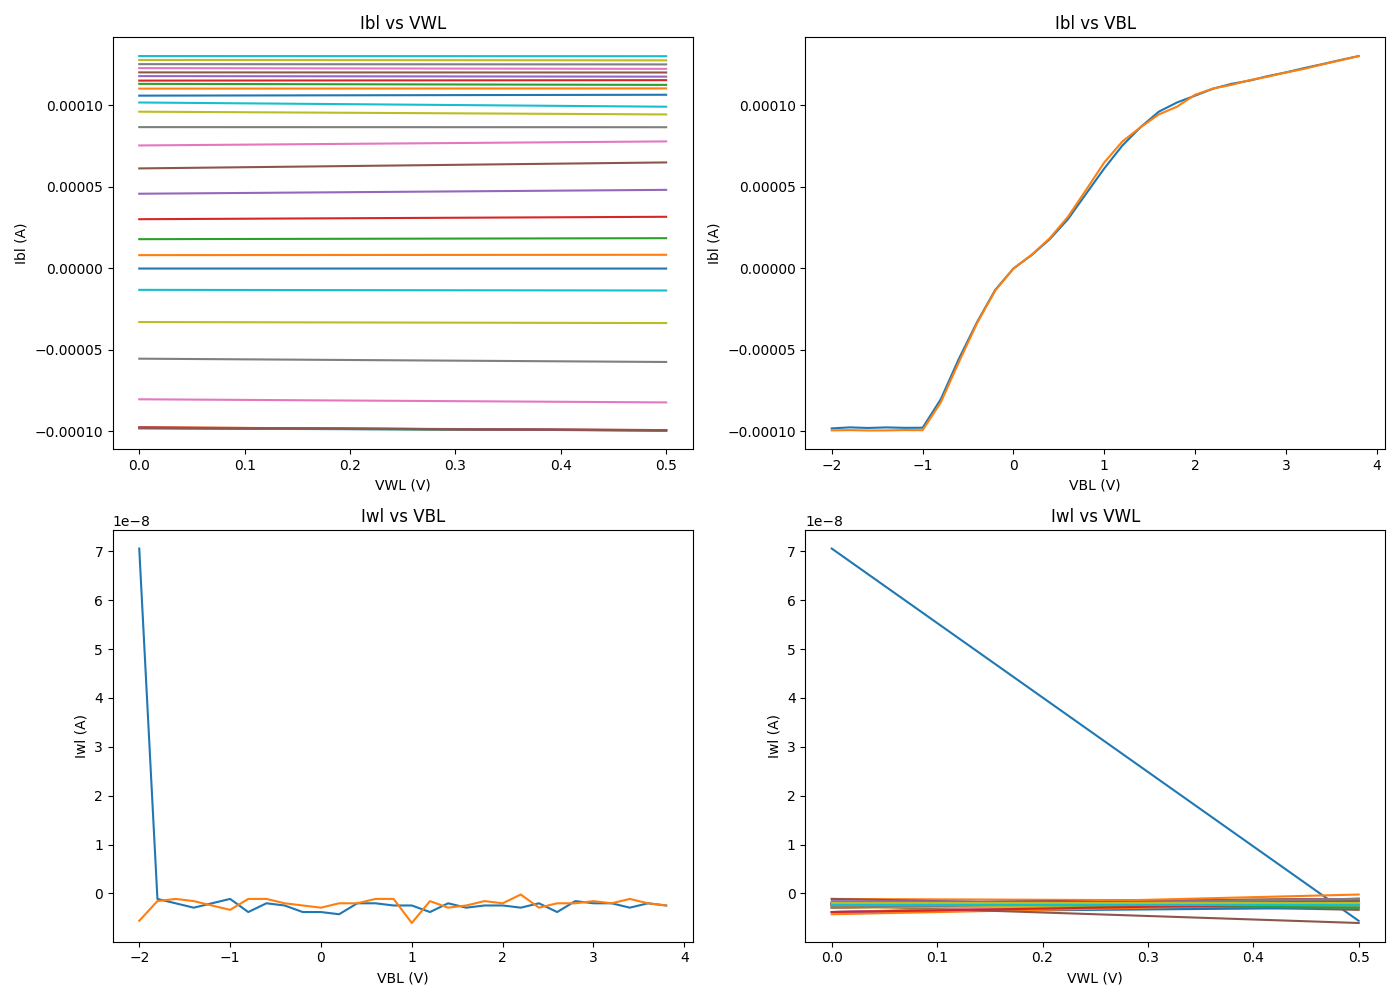 Ibl vs VWL
Ibl (A)
0.00010
0.00005
0.00000
−0.00005
−0.00010
0.0 0.1 0.2 0.3 0.4 0.5
VWL (V)
Ibl vs VBL
Ibl (A)
0.00010
0.00005
0.00000
−0.00005
−0.00010
−2 −1 0 1 2 3 4
VBL (V)
Iwl vs VBL
1e−8
Iwl (A)
7
6
5
4
3
2
1
0
−2 −1 0 1 2 3 4
VBL (V)
Iwl vs VWL
1e−8
Iwl (A)
7
6
5
4
3
2
1
0
0.0 0.1 0.2 0.3 0.4 0.5
VWL (V)